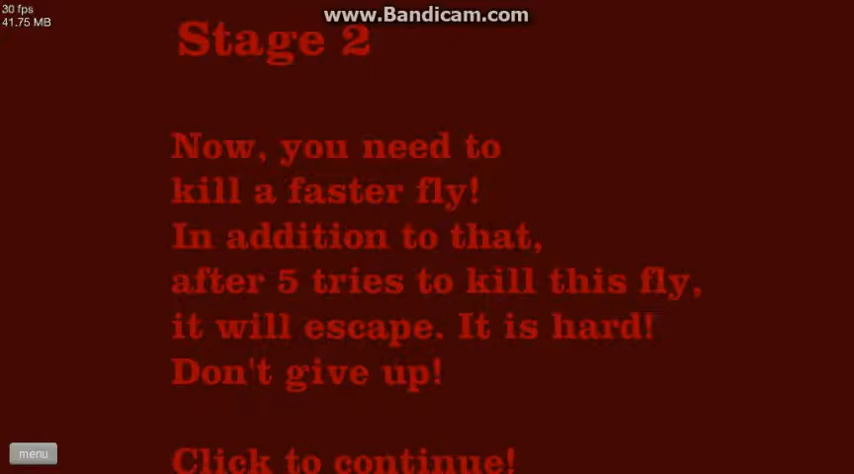 30 fps
41.75 MB
www.Bandicam.com
Stage 2
Now, you need to
kill a faster fly!
In addition to that,
after 5 tries to kill this fly,
it will escape. It is hard!
Don't give up!
Click to continue!
menu